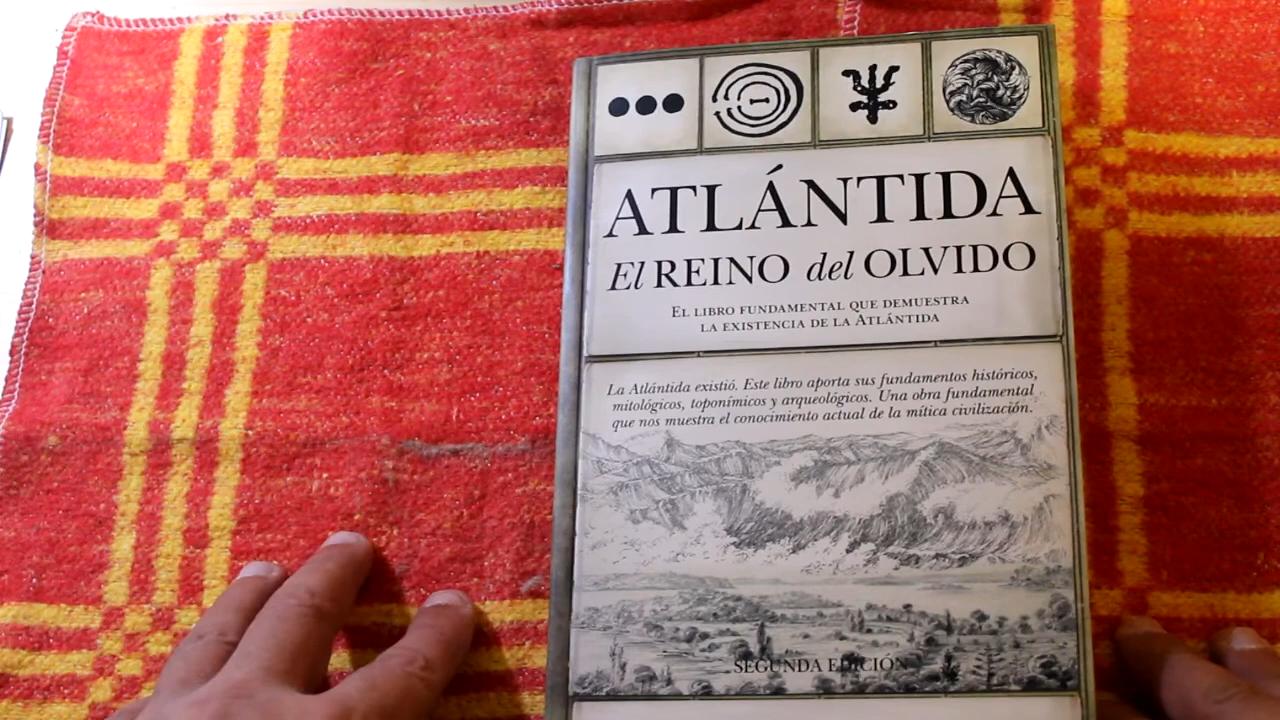 ATLÁNTIDA
El REINO del OLVIDO
EL LIBRO FUNDAMENTAL QUE DEMUESTRA
LA EXISTENCIA DE LA ATLÁNTIDA
La Atlántida existió. Este libro aporta sus fundamentos históricos,
mitológicos, toponímicos y arqueológicos. Una obra fundamental
que nos muestra el conocimiento actual de la mítica civilización.
SEGUNDA EDICIÓN